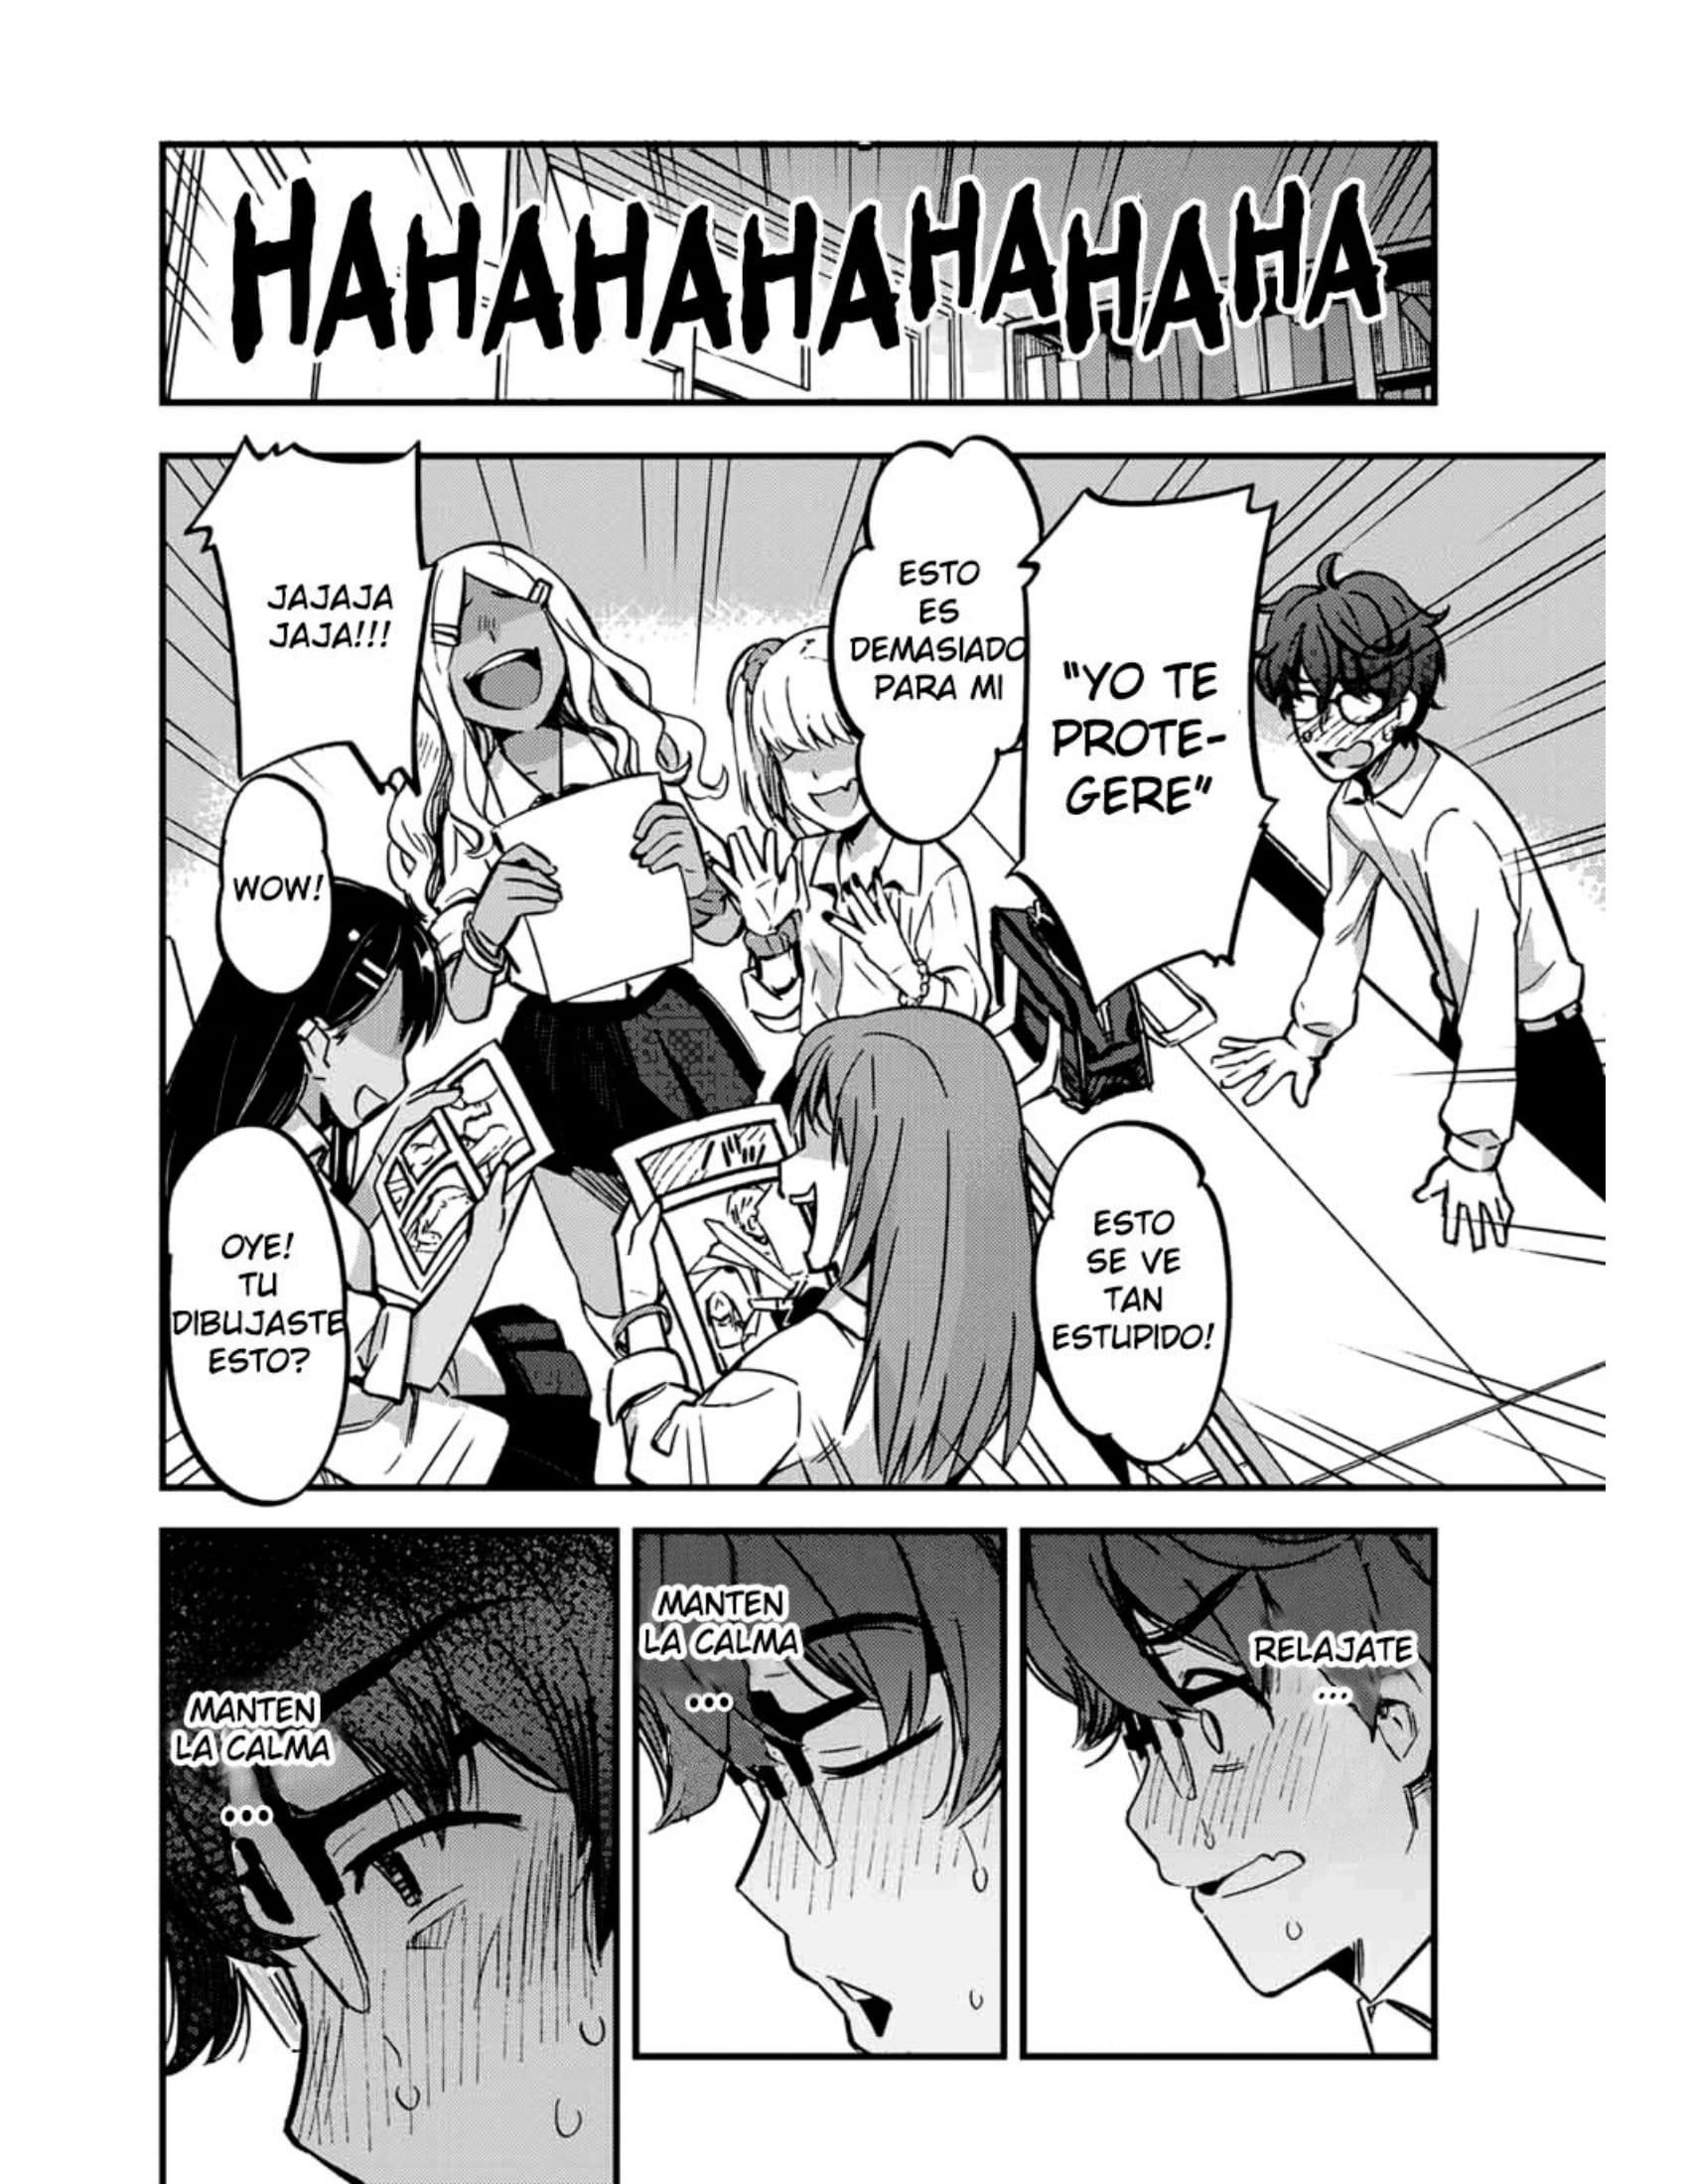 HAHAHAHAHAHAHA
"YO TE
PROTE-
GERE"
ESTO
ES
DEMASIADO
PARA MI
JAJAJA
JAJA!!!
WOW!
ESTO
SE VE
TAN
ESTUPIDO!
OYE!
TU
DIBUJASTE
ESTO?
RELAJATE
...
MANTEN
LA CALMA
...
MANTEN
LA CALMA
...